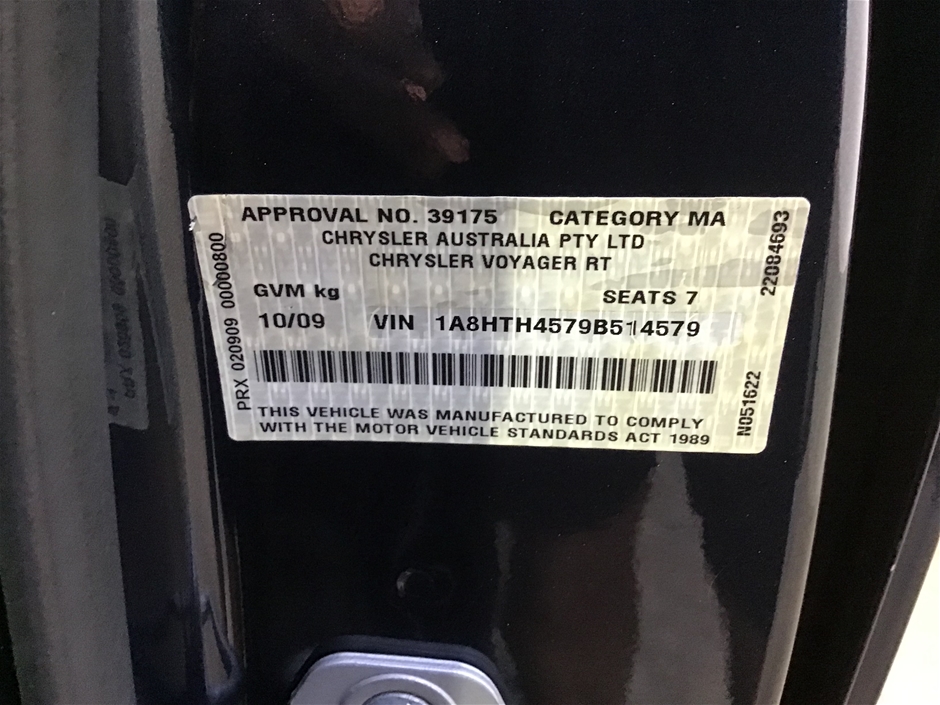 APPROVAL NO. 39175 CATEGORY MA
CHRYSLER AUSTRALIA PTY LTD
CHRYSLER VOYAGER RT
GVM kg SEATS 7
10/09 VIN 1A8HTH4579B514579
THIS VEHICLE WAS MANUFACTURED TO COMPLY
WITH THE MOTOR VEHICLE STANDARDS ACT 1989
PRX 020909 00000800
22084693
N051622